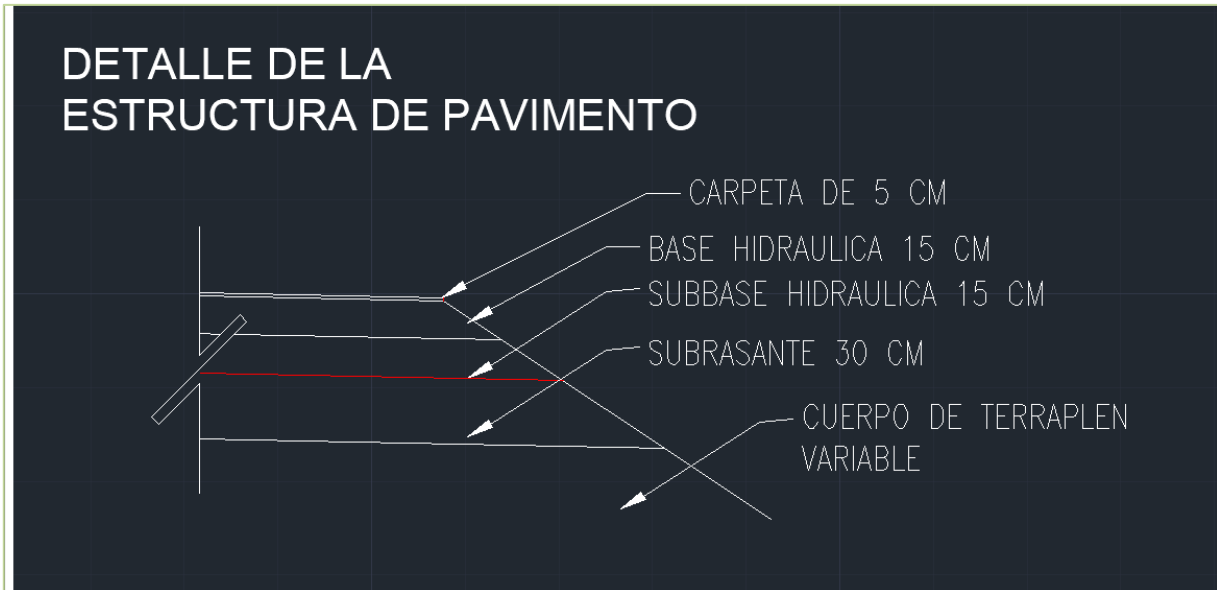 DETALLE DE LA
ESTRUCTURA DE PAVIMENTO
CARPETA DE 5 CM
BASE HIDRAULICA 15 CM
SUBBASE HIDRAULICA 15 CM
SUBRASANTE 30 CM
CUERPO DE TERRAPLEN
VARIABLE